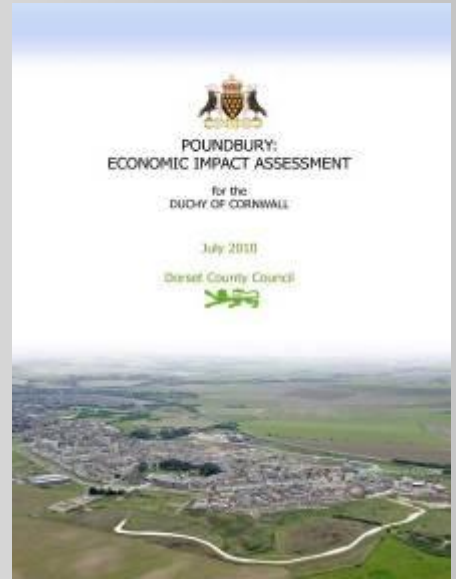 POUNDBURY:
ECONOMIC IMPACT ASSESSMENT
for the
DUCHY OF CORNWALL
July 2010
Dorset County Council